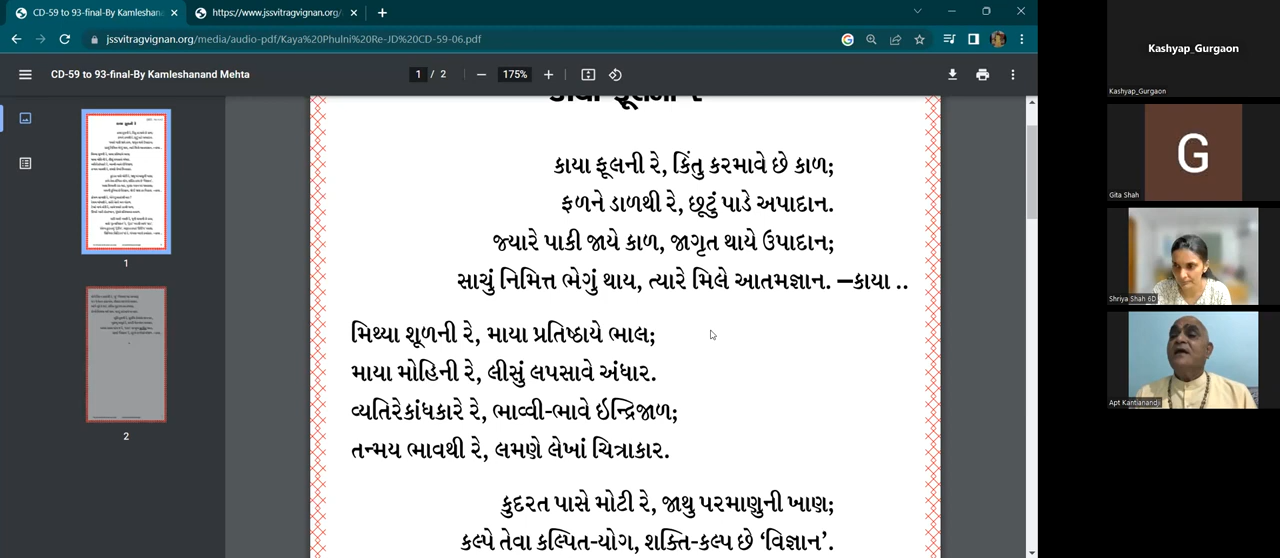 CD-59 to 93-final-By Kamleshan
https://www.jssvitragvignan.org/
jssvitragvignan.org/media/audio-pdf/Kaya%20Phulni%20Re-JD%20CD-59-06.pdf
CD-59 to 93-final-By Kamleshanand Mehta
1 / 2
175%
કાયા ફૂલની રે
કાયા ફૂલની રે, કિંતુ કરમાવે છે કાળ;
ફળને ડાળથી રે, છૂટું પાડે અપાદાન.
જ્યારે પાકી જાયે કાળ, જાગૃત થાયે ઉપાદાન;
સાચું નિમિત્ત ભેગું થાય, ત્યારે મિલે આતમજ્ઞાન. –કાયા ..
મિથ્યા શૂળની રે, માયા પ્રતિષ્ઠાયે ભાલ;
માયા મોહિની રે, લીસું લપસાવે અંધાર.
વ્યતિરેકાંધકારે રે, ભાવ્વી-ભાવે ઇન્દ્રિજાળ;
તન્મય ભાવથી રે, લમણે લેખાં ચિત્રાકાર.
કુદરત પાસે મોટી રે, જાથુ પરમાણુની ખાણ;
કલ્પે તેવા કલ્પિત-યોગ, શક્તિ-કલ્પ છે ‘વિજ્ઞાન’.
1
2
Kashyap_Gurgaon
Kashyap_Gurgaon
G
Gita Shah
Shriya Shah 6D
Apt Kantianandji